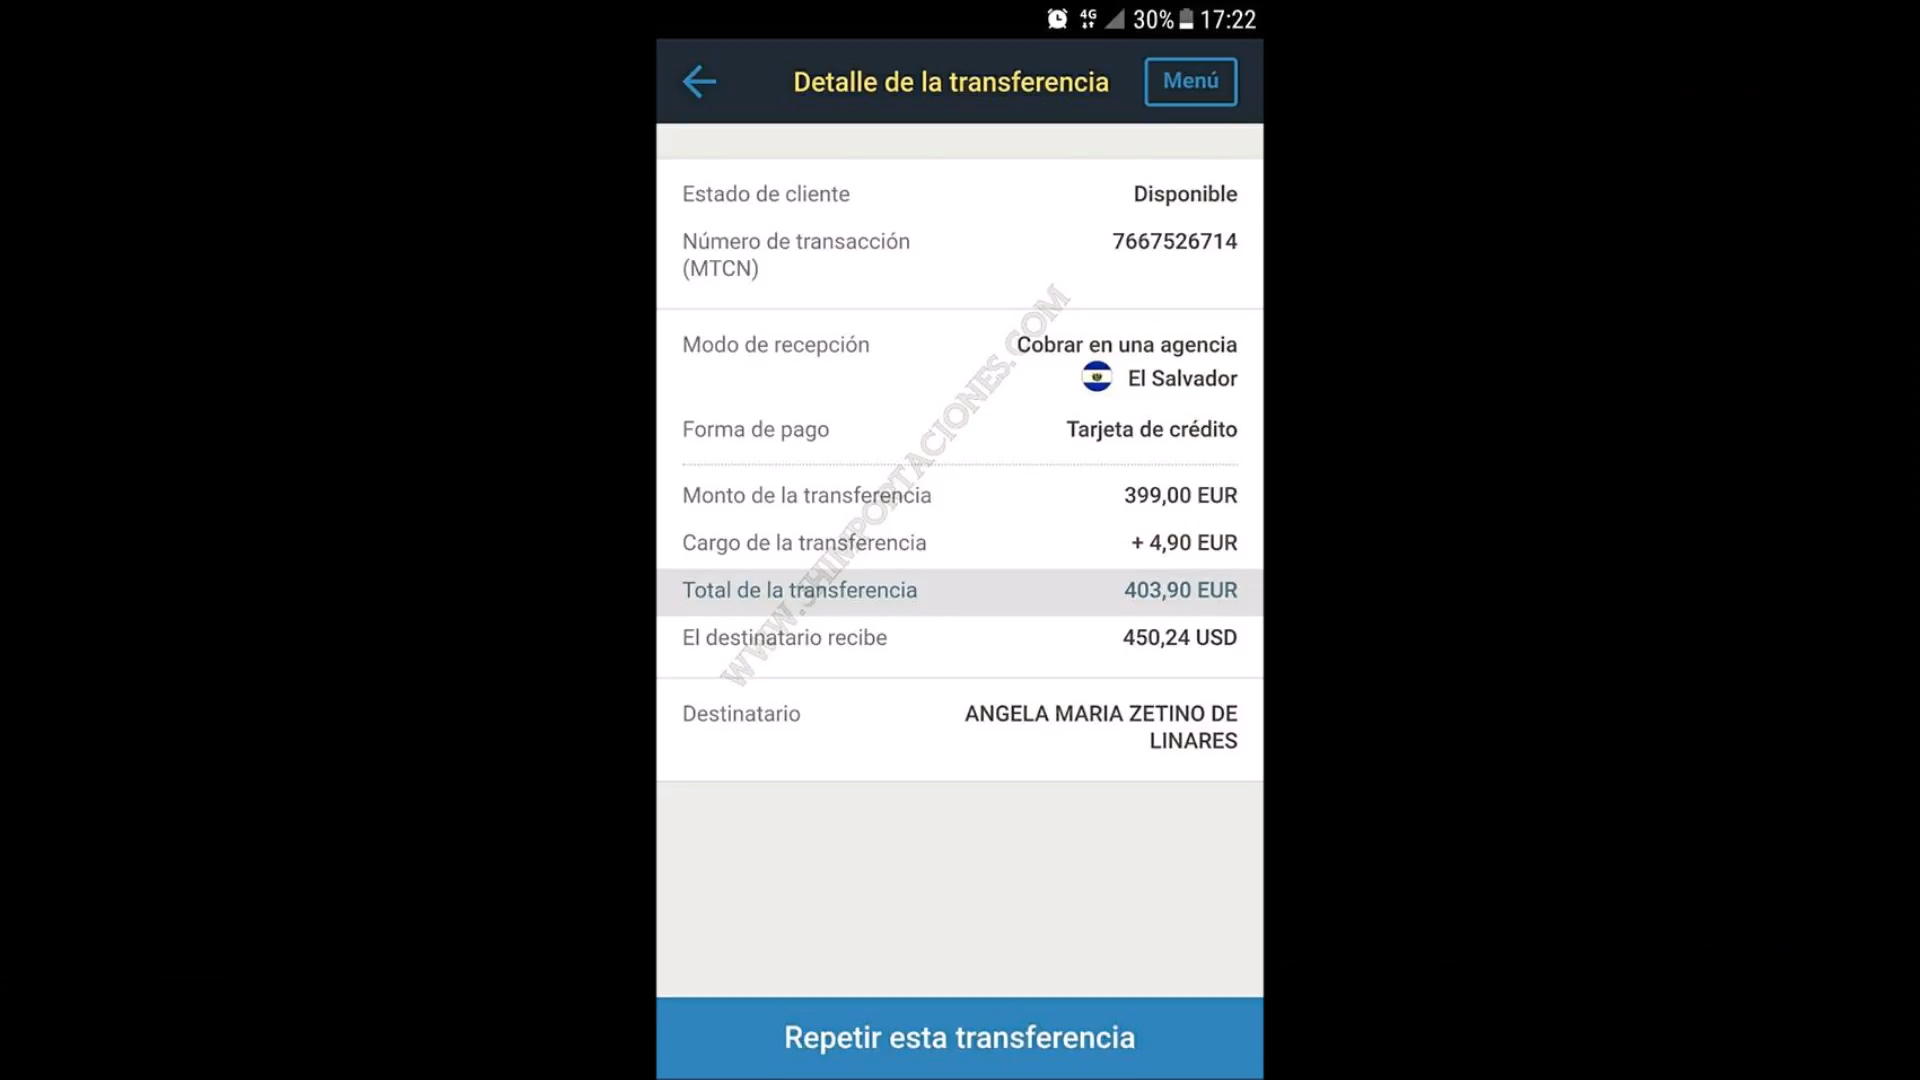 4G 30% 17:22
Detalle de la transferencia Menú
Estado de cliente Disponible
Número de transacción 7667526714
(MTCN)
Modo de recepción Cobrar en una agencia
El Salvador
Forma de pago Tarjeta de crédito
Monto de la transferencia 399,00 EUR
Cargo de la transferencia + 4,90 EUR
Total de la transferencia 403,90 EUR
El destinatario recibe 450,24 USD
Destinatario ANGELA MARIA ZETINO DE
LINARES
Repetir esta transferencia